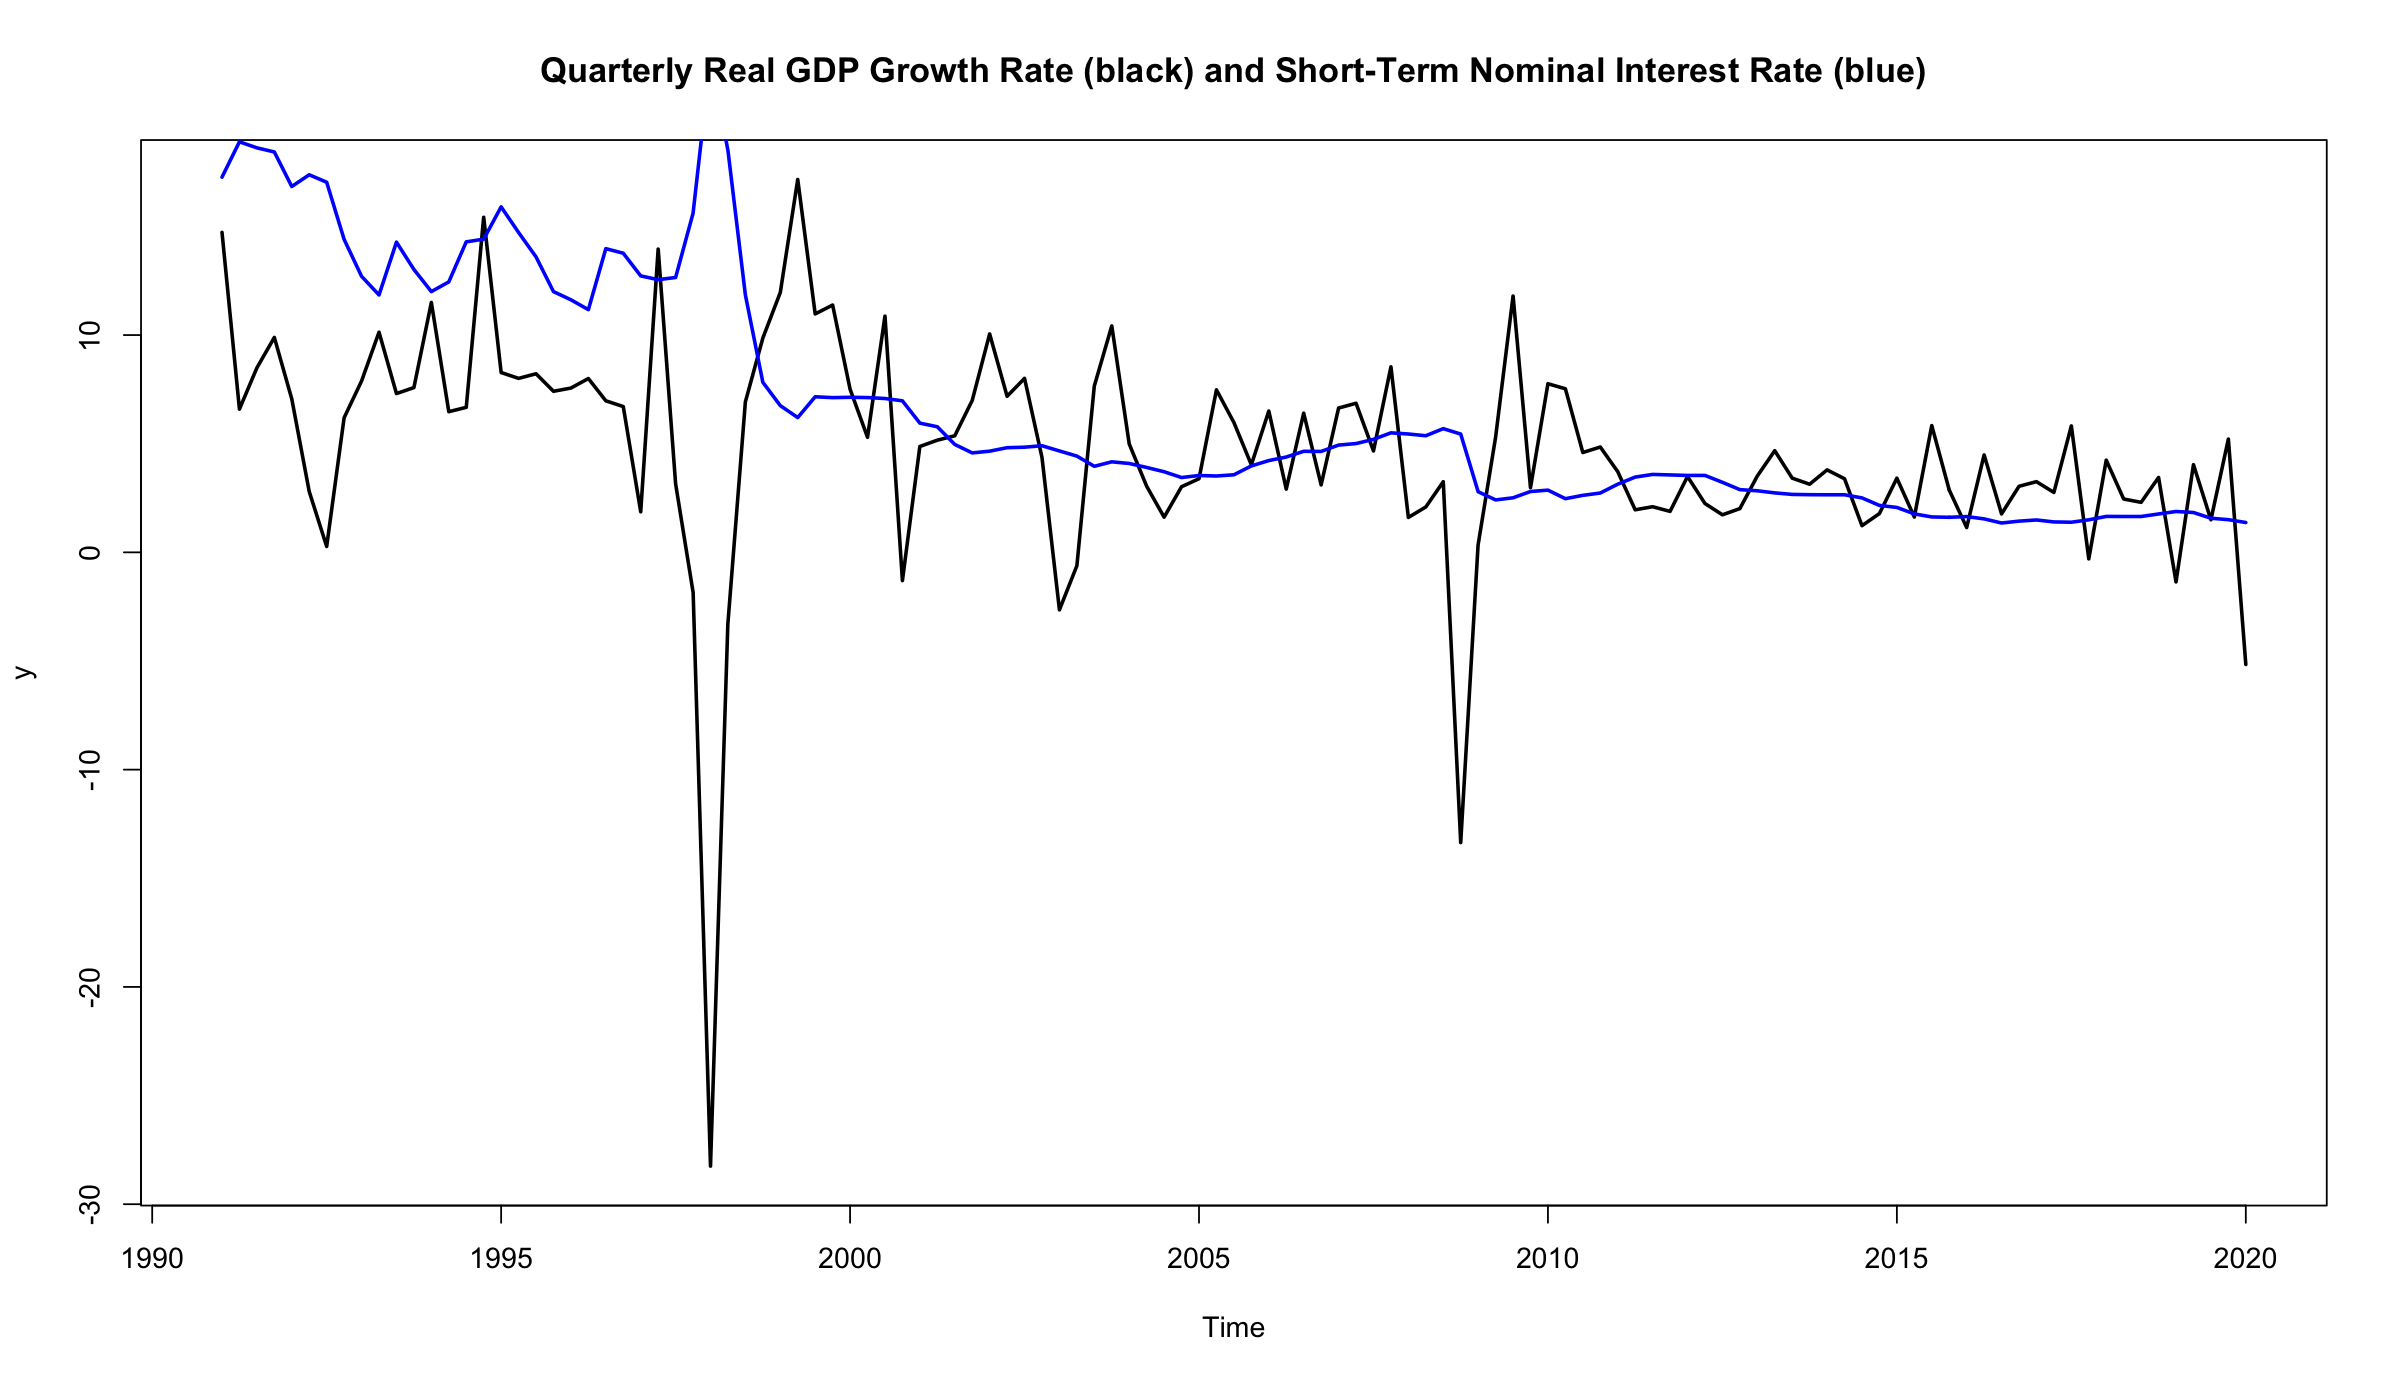 Quarterly Real GDP Growth Rate (black) and Short-Term Nominal Interest Rate (blue)
y
10
0
-10
-20
-30
1990 1995 2000 2005 2010 2015 2020
Time